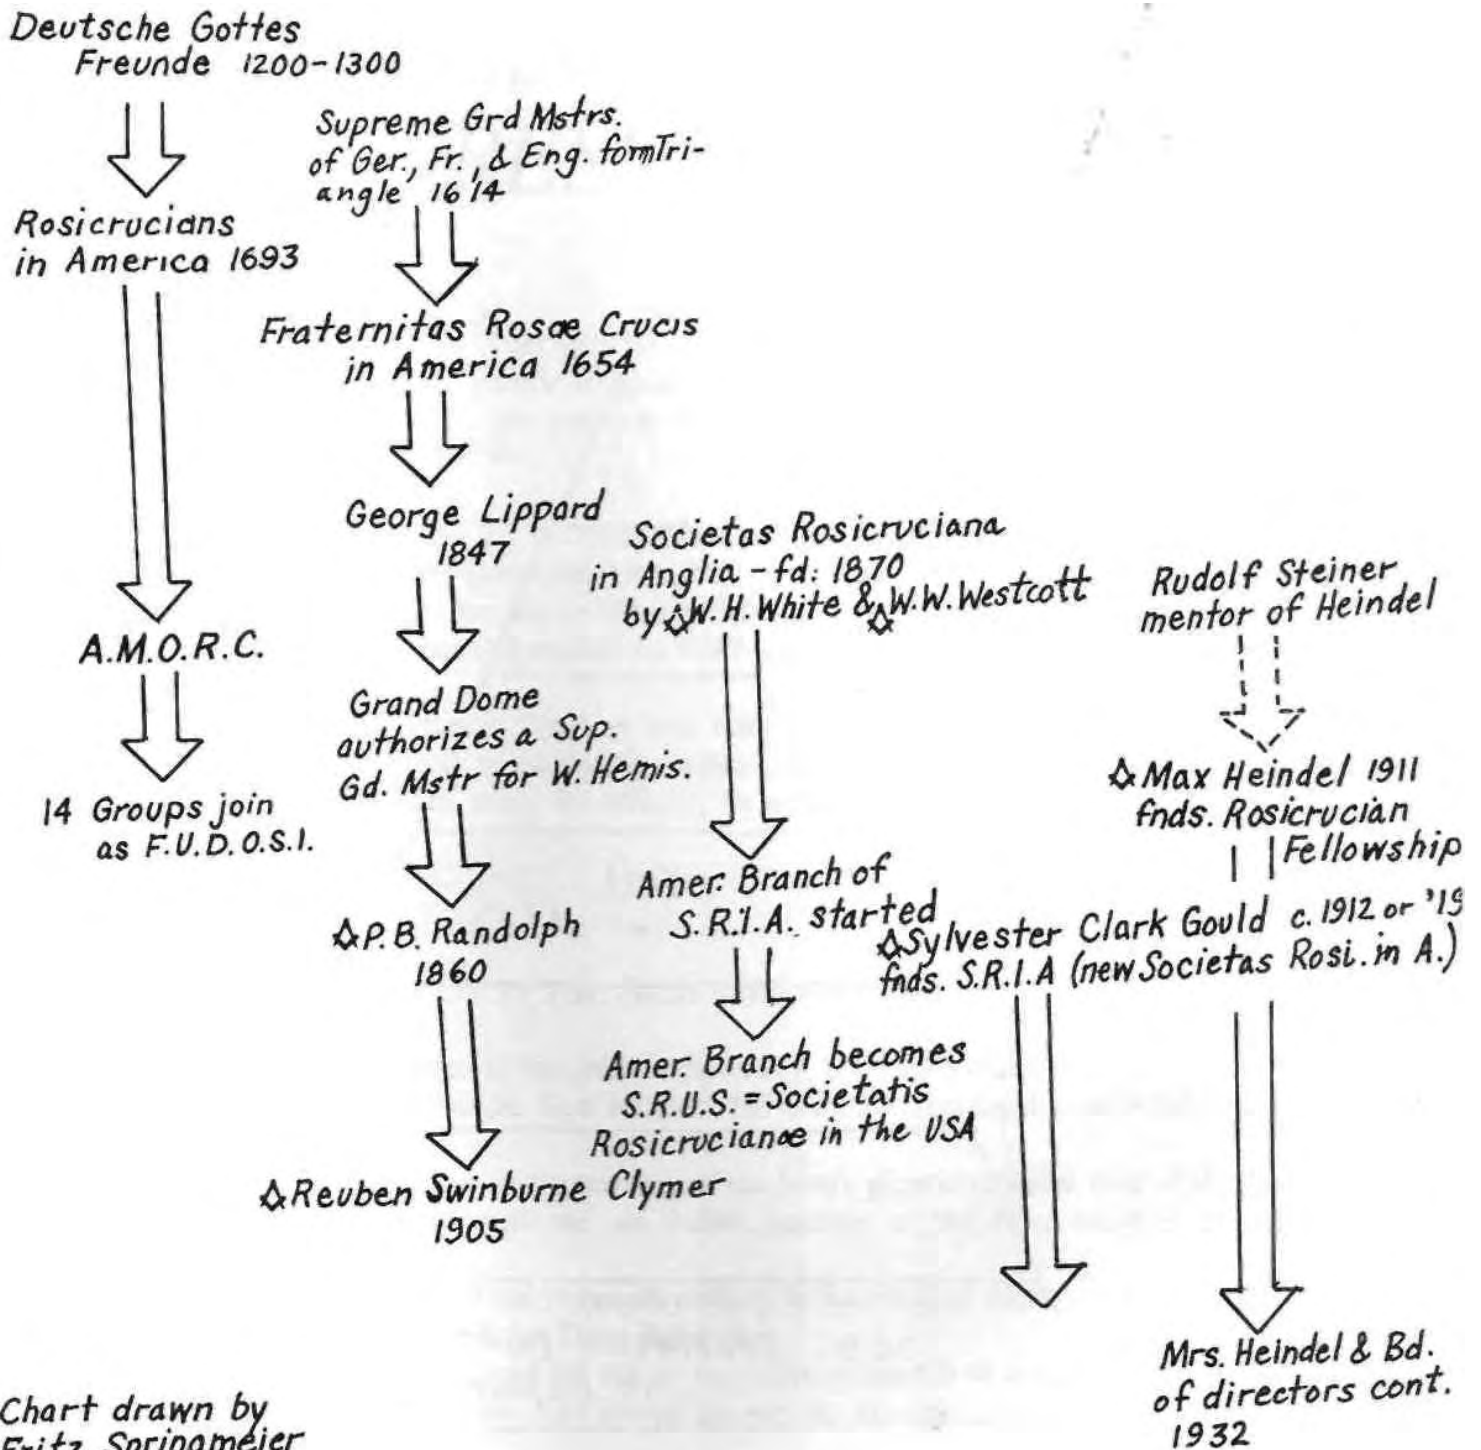 Deutsche Gottes
Freunde 1200-1300
Rosicrucians
in America 1693
A.M.O.R.C.
14 Groups join
as F.U.D.O.S.I.
Supreme Grd Mstrs.
of Ger., Fr., & Eng. form Tri-
angle 1614
Fraternitas Rosae Crucis
in America 1654
George Lippard
1847
Grand Dome
authorizes a Sup.
Gd. Mstr for W. Hemis.
P.B. Randolph
1860
Reuben Swinburne Clymer
1905
Societas Rosicruciana
in Anglia - fd: 1870
by W.H. White & W.W. Westcott
Amer. Branch of
S.R.I.A. started
Amer. Branch becomes
S.R.U.S. = Societatis
Rosicrucianae in the USA
Rudolf Steiner
mentor of Heindel
Max Heindel 1911
fnds. Rosicrucian
Fellowship
Sylvester Clark Gould c. 1912 or '19
fnds. S.R.I.A (new Societas Rosi. in A.)
Mrs. Heindel & Bd.
of directors cont.
1932
Chart drawn by
Fritz Springmeier